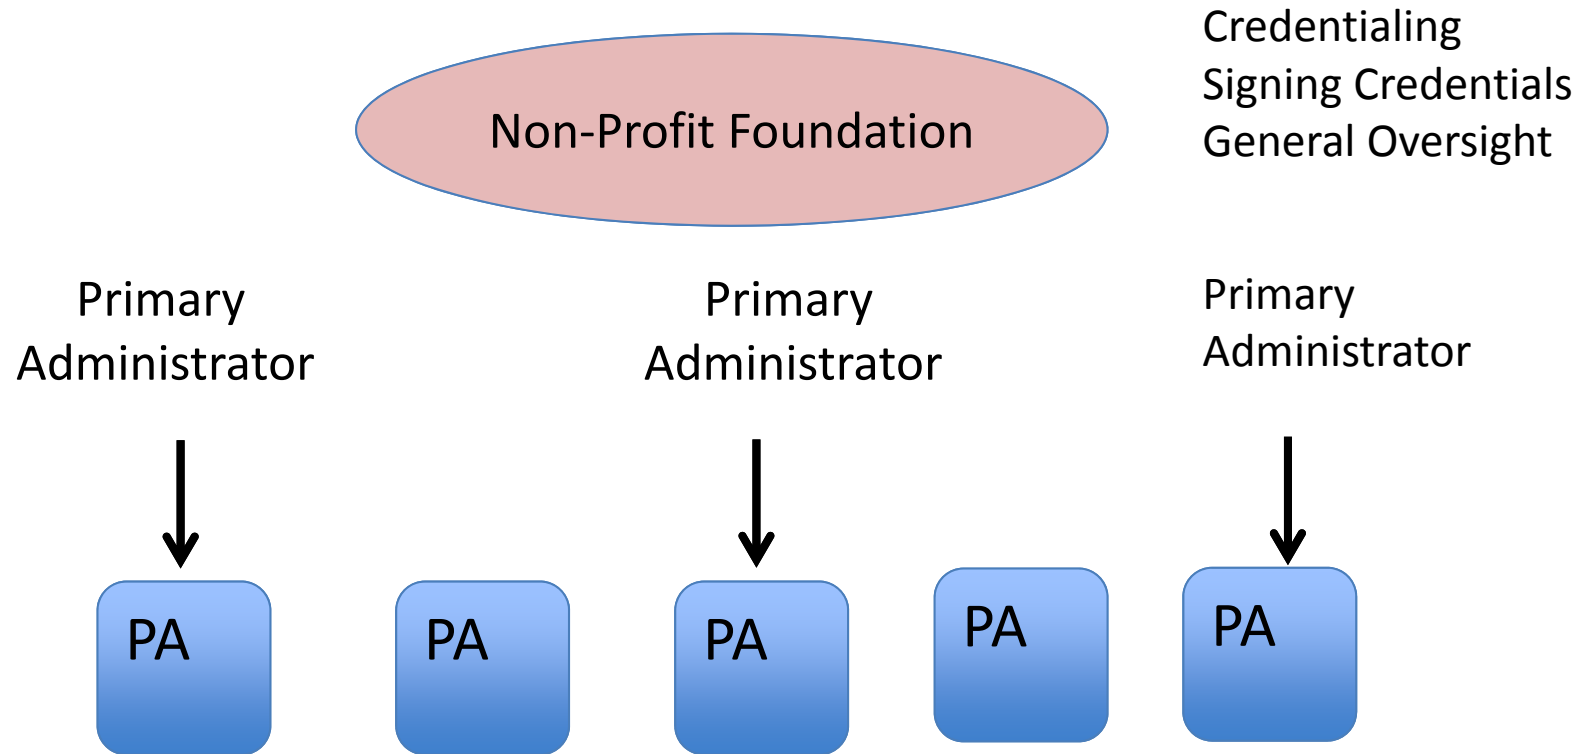 Credentialing
Signing Credentials
General Oversight
Non-Profit Foundation
Primary
Administrator
Primary
Administrator
Primary
Administrator
PA
PA
PA
PA
PA